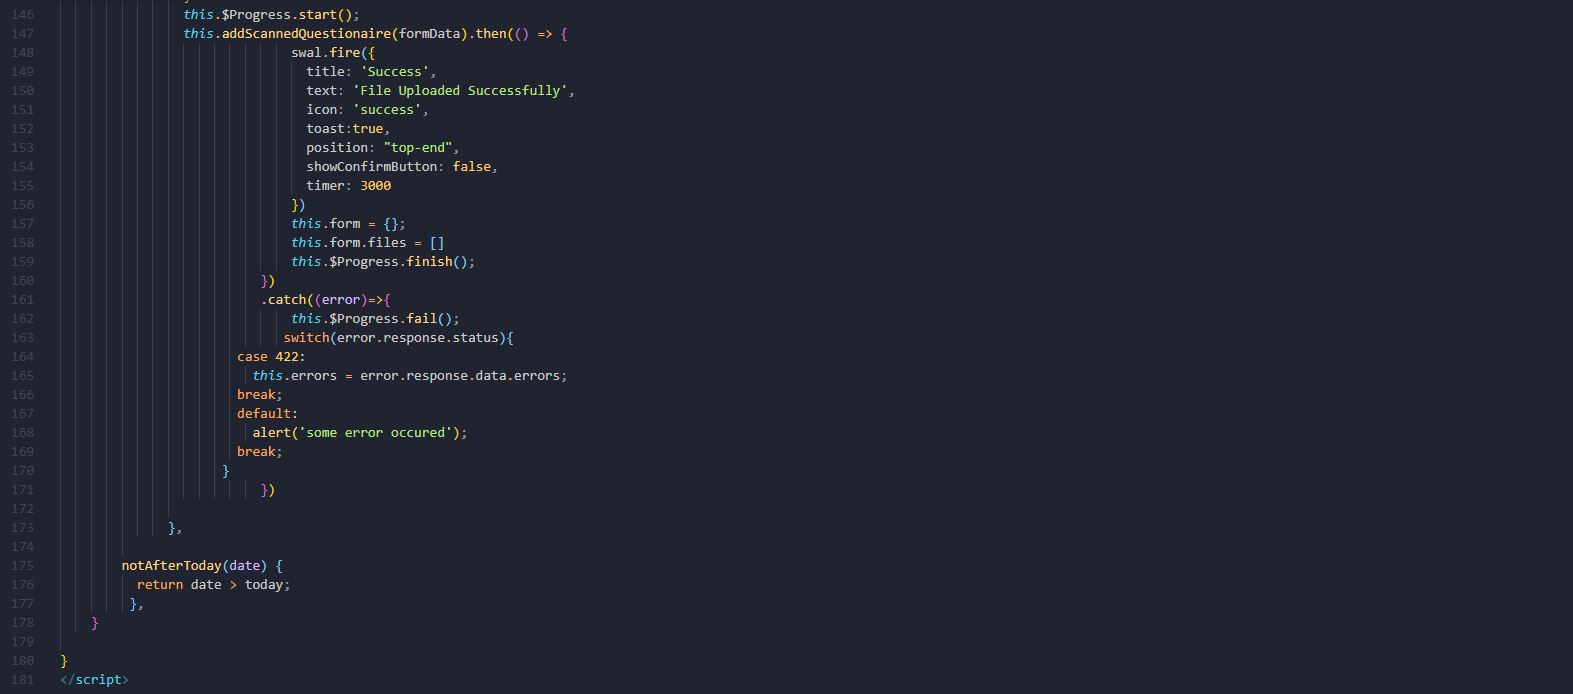 146 this.$Progress.start();
147 this.addScannedQuestionaire(formData).then(() => {
148 swal.fire({
149 title: 'Success',
150 text: 'File Uploaded Successfully',
151 icon: 'success',
152 toast:true,
153 position: "top-end",
154 showConfirmButton: false,
155 timer: 3000
156 })
157 this.form = {};
158 this.form.files = []
159 this.$Progress.finish();
160 })
161 .catch((error)=>{
162 this.$Progress.fail();
163 switch(error.response.status){
164 case 422:
165 this.errors = error.response.data.errors;
166 break;
167 default:
168 alert('some error occured');
169 break;
170 }
171 })
172
173 },
174
175 notAfterToday(date) {
176 return date > today;
177 },
178 }
179
180 }
181 </script>